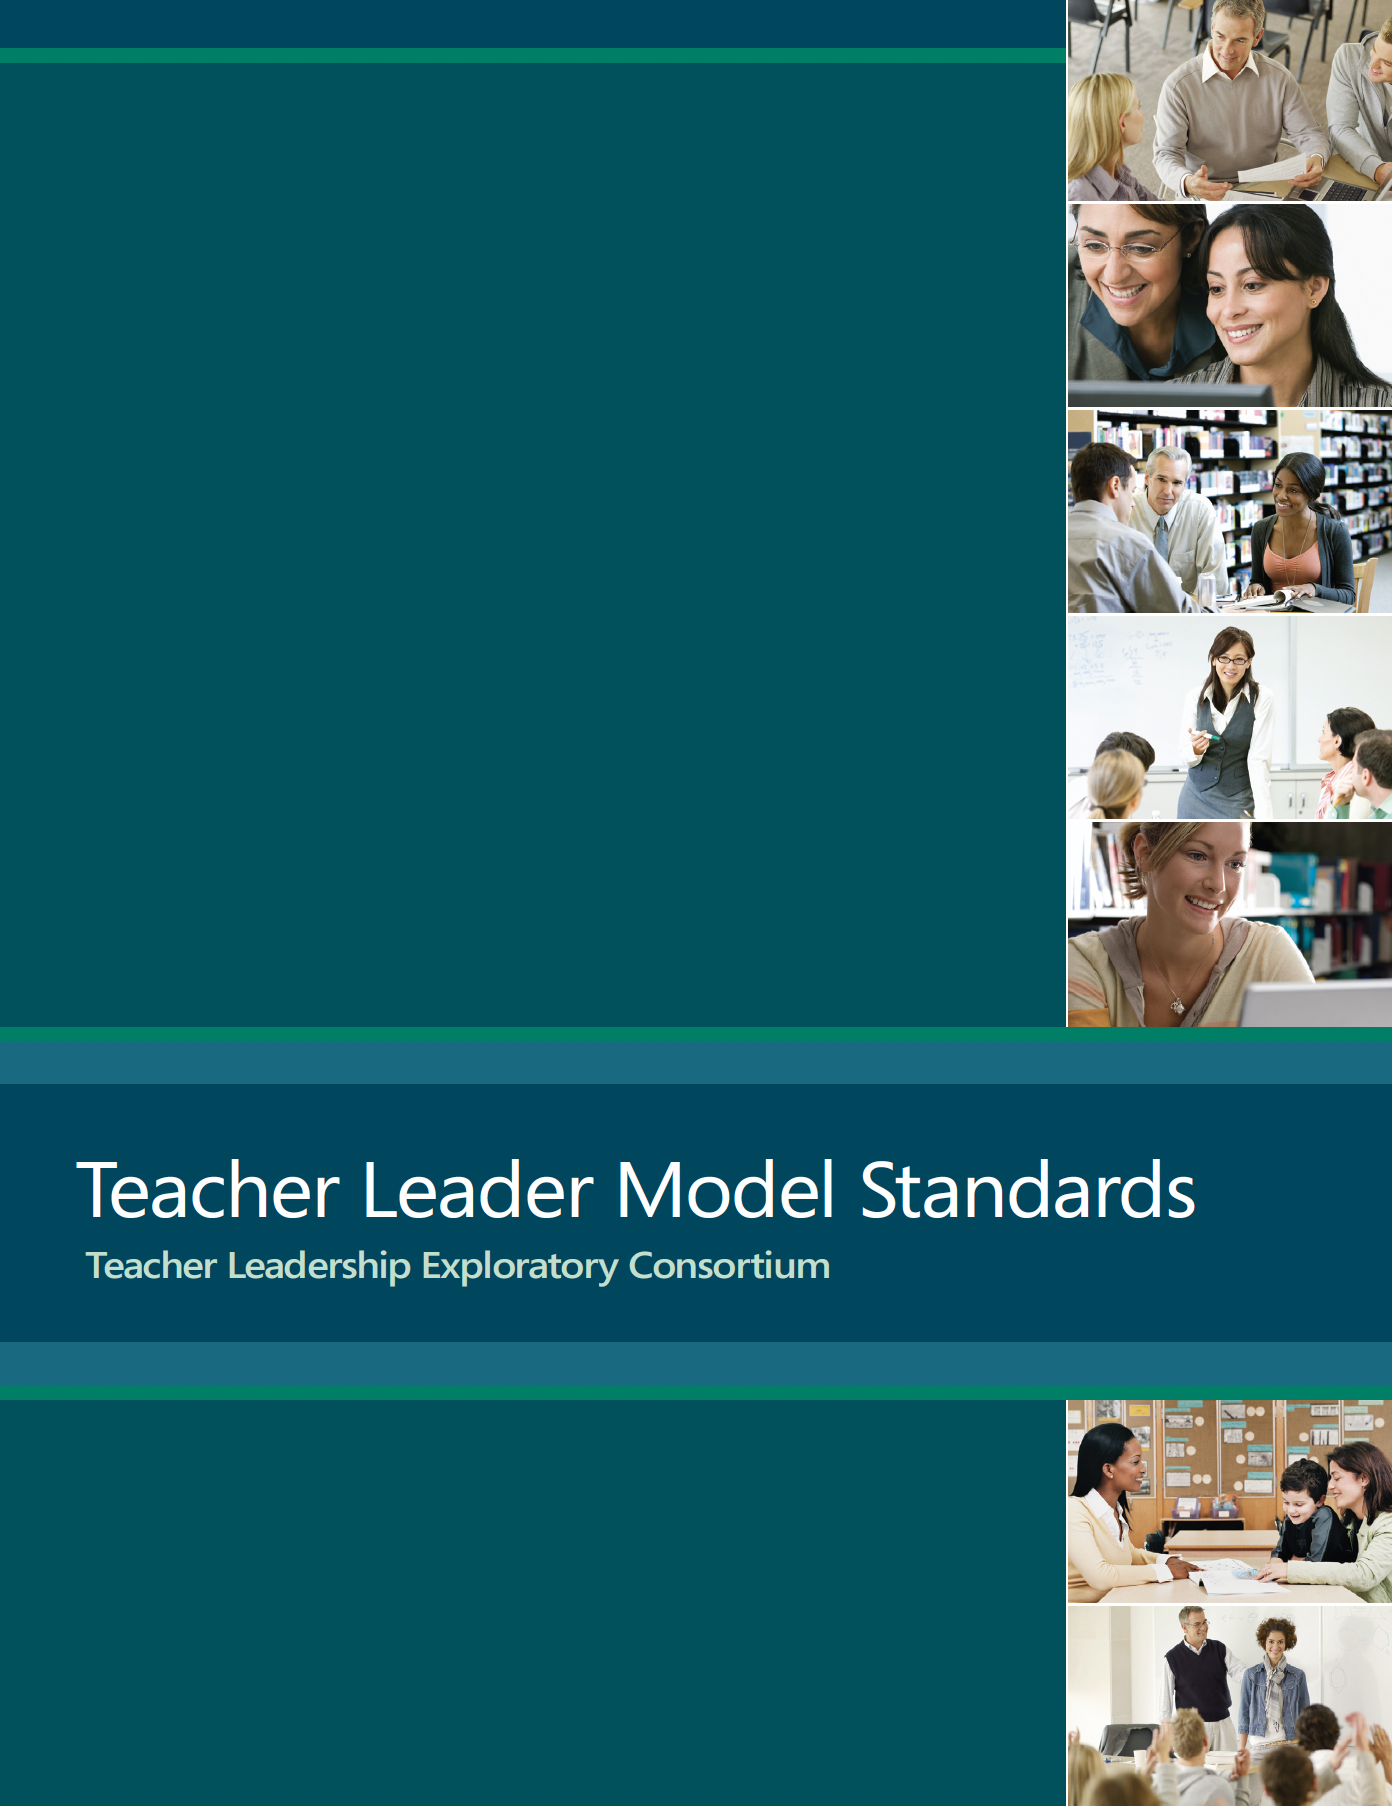 Teacher Leader Model Standards
Teacher Leadership Exploratory Consortium